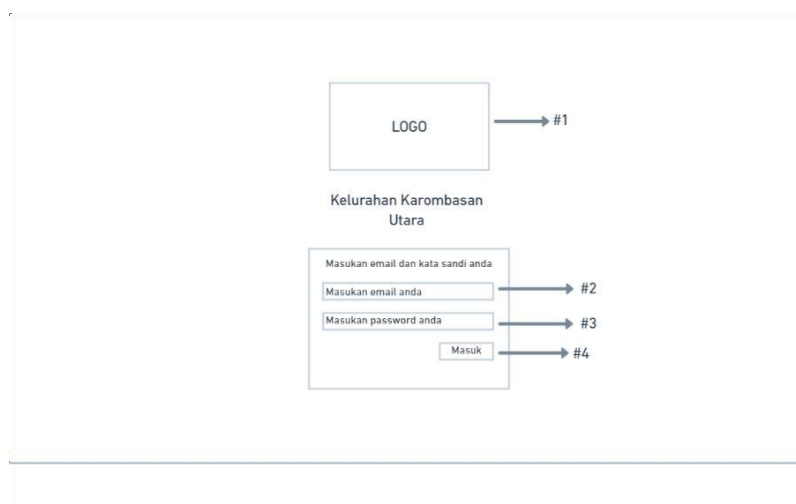 LOGO
#1
Kelurahan Karombasan
Utara
Masukan email dan kata sandi anda
Masukan email anda
#2
Masukan password anda
#3
Masuk
#4